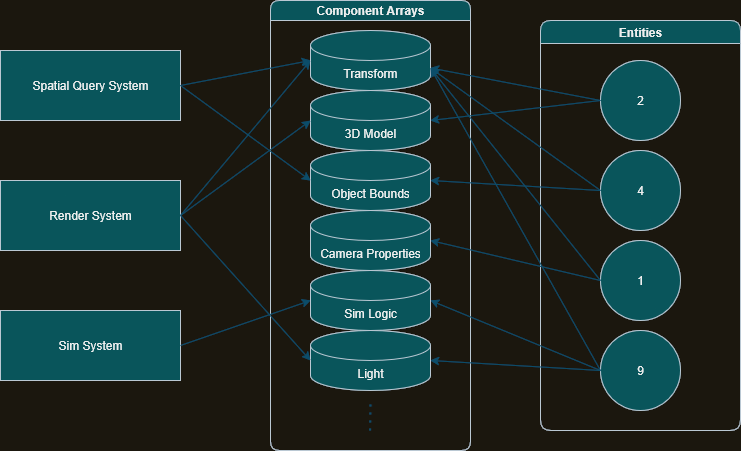 Component Arrays
Entities
Spatial Query System
Render System
Sim System
Transform
3D Model
Object Bounds
Camera Properties
Sim Logic
Light
2
4
1
9